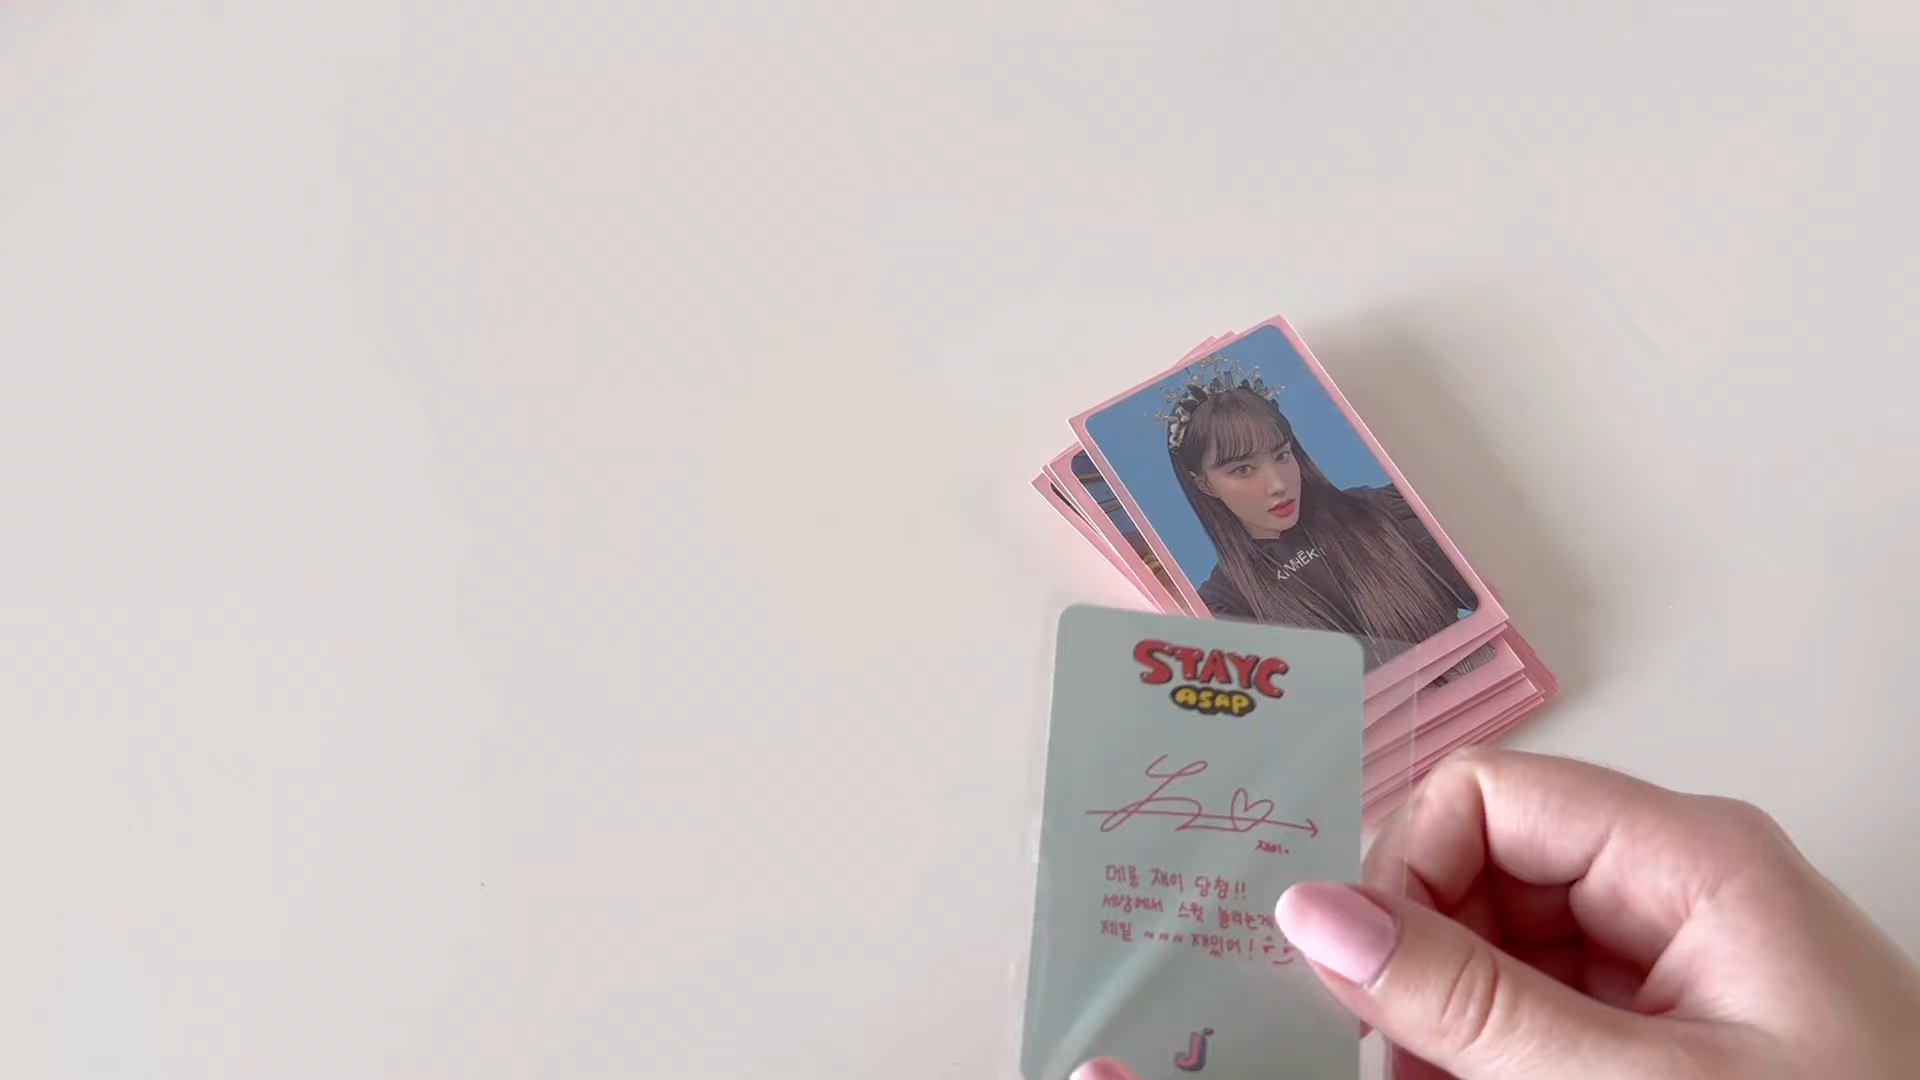 KIMHĒK
STAYC
ASAP
재이.
메롱 재이 당첨!!
세상에서 스윗 놀리는게
제일 ~~~ 재밌어!
J